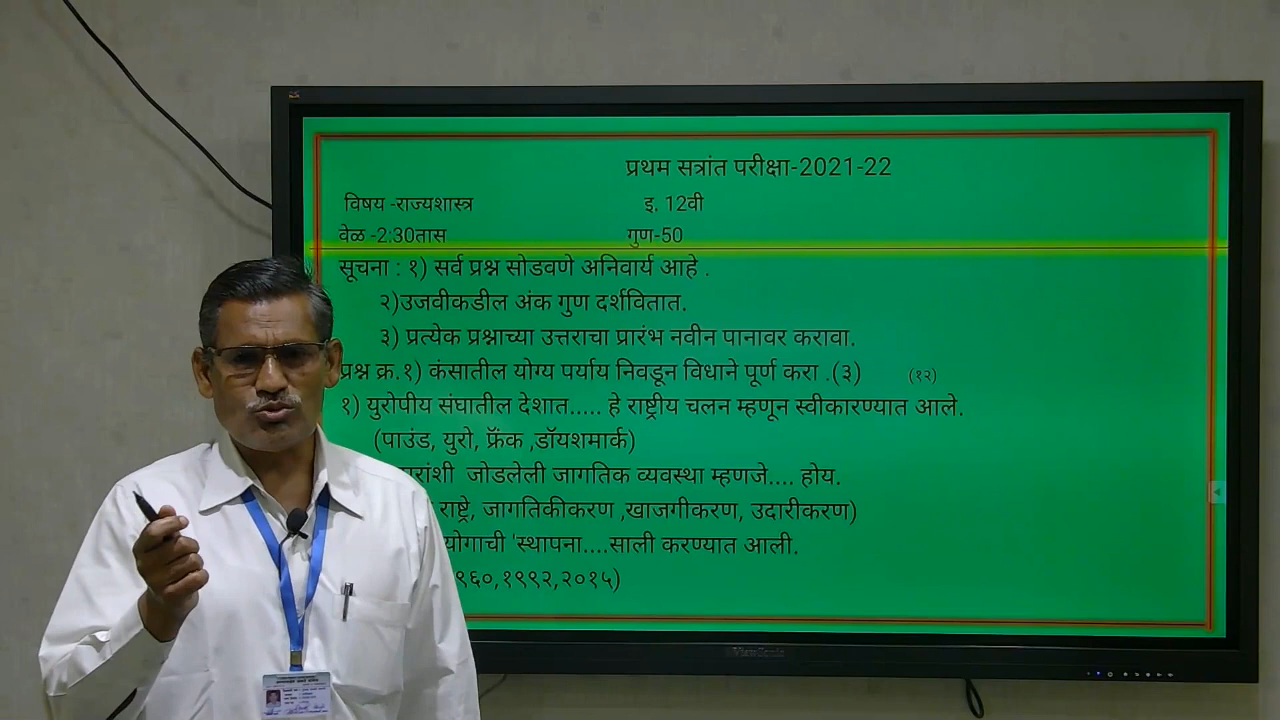 प्रथम सत्रांत परीक्षा-2021-22
विषय -राज्यशास्त्र इ. 12वी
वेळ -2:30तास गुण-50
सूचना : १) सर्व प्रश्न सोडवणे अनिवार्य आहे .
२)उजवीकडील अंक गुण दर्शवितात.
३) प्रत्येक प्रश्नाच्या उत्तराचा प्रारंभ नवीन पानावर करावा.
प्रश्न क्र.१) कंसातील योग्य पर्याय निवडून विधाने पूर्ण करा .(३) (१२)
१) युरोपीय संघातील देशात..... हे राष्ट्रीय चलन म्हणून स्वीकारण्यात आले.
(पाउंड, युरो, फ्रॅंक ,डॉयशमार्क)
जोडलेली जागतिक व्यवस्था म्हणजे.... होय.
राष्ट्रे, जागतिकीकरण ,खाजगीकरण, उदारीकरण)
'स्थापना....साली करण्यात आली.
१९९२,२०१५)
ViewSonic